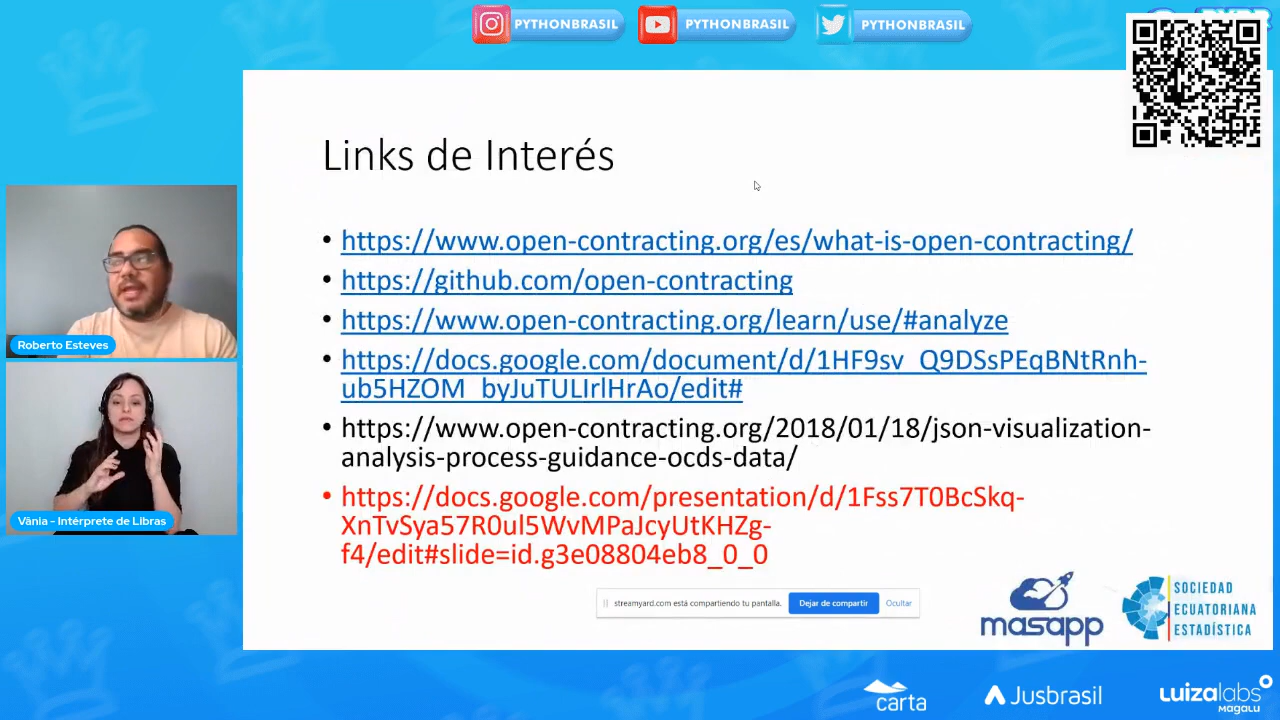 PYTHONBRASIL
PYTHONBRASIL
PYTHONBRASIL
Links de Interés
• https://www.open-contracting.org/es/what-is-open-contracting/
• https://github.com/open-contracting
• https://www.open-contracting.org/learn/use/#analyze
• https://docs.google.com/document/d/1HF9sv_Q9DSsPEqBNtRnh-
ub5HZOM_byJuTULIrlHrAo/edit#
• https://www.open-contracting.org/2018/01/18/json-visualization-
analysis-process-guidance-ocds-data/
• https://docs.google.com/presentation/d/1Fss7T0BcSkq-
XnTvSya57R0ul5WvMPaJcyUtKHZg-
f4/edit#slide=id.g3e08804eb8_0_0
Roberto Esteves
Vânia - Intérprete de Libras
streamyard.com está compartiendo tu pantalla.
Dejar de compartir
Ocultar
masapp
SOCIEDAD
ECUATORIANA
ESTADÍSTICA
carta
Jusbrasil
LUIZAlabs
MAGALU